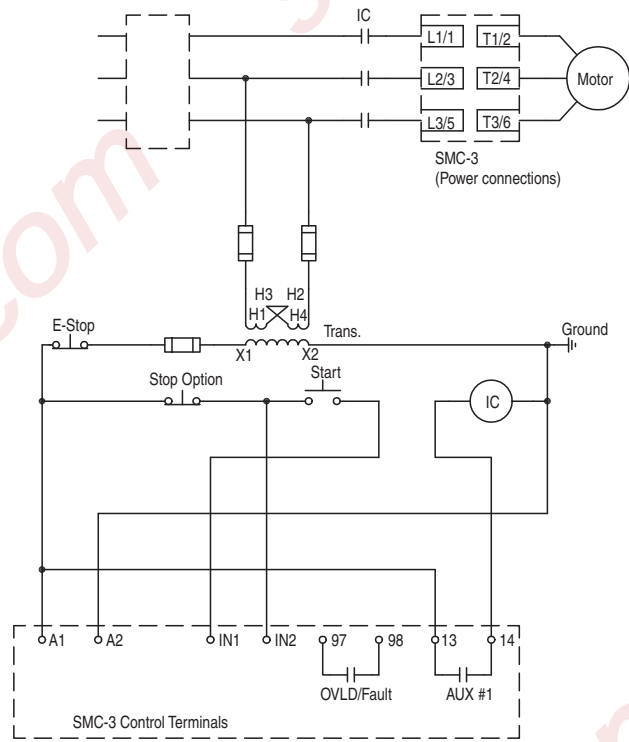 IC
L1/1 T1/2
L2/3 T2/4 Motor
L3/5 T3/6
SMC-3
(Power connections)
H3 H2
H1 H4
E-Stop Trans. Ground
X1 X2
Stop Option Start
IC
A1 A2 IN1 IN2 97 98 13 14
OVLD/Fault AUX #1
SMC-3 Control Terminals
com